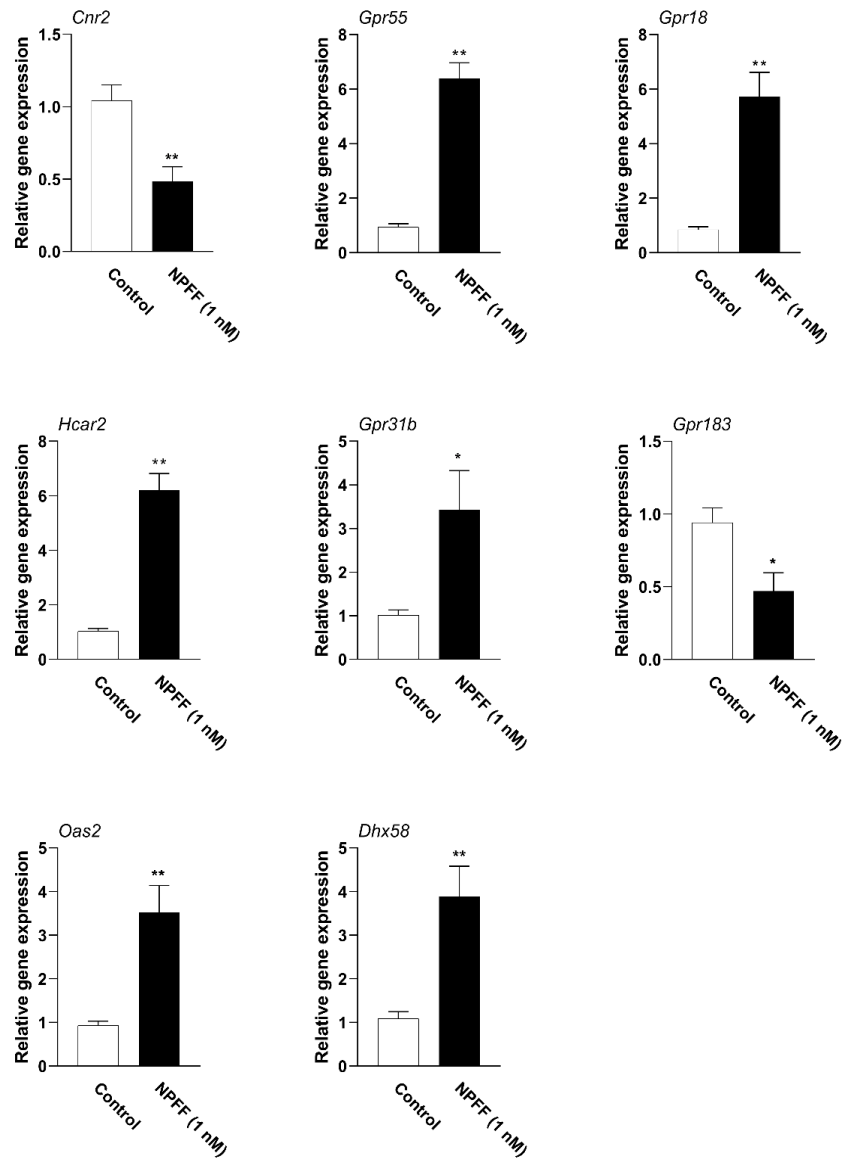 Cnr2
Relative gene expression
1.5
1.0
0.5
0.0
**
Control
NPFF (1 nM)
Gpr55
Relative gene expression
8
6
4
2
0
**
Control
NPFF (1 nM)
Gpr18
Relative gene expression
8
6
4
2
0
**
Control
NPFF (1 nM)
Hcar2
Relative gene expression
8
6
4
2
0
**
Control
NPFF (1 nM)
Gpr31b
Relative gene expression
5
4
3
2
1
0
*
Control
NPFF (1 nM)
Gpr183
Relative gene expression
1.5
1.0
0.5
0.0
*
Control
NPFF (1 nM)
Oas2
Relative gene expression
5
4
3
2
1
0
**
Control
NPFF (1 nM)
Dhx58
Relative gene expression
5
4
3
2
1
0
**
Control
NPFF (1 nM)